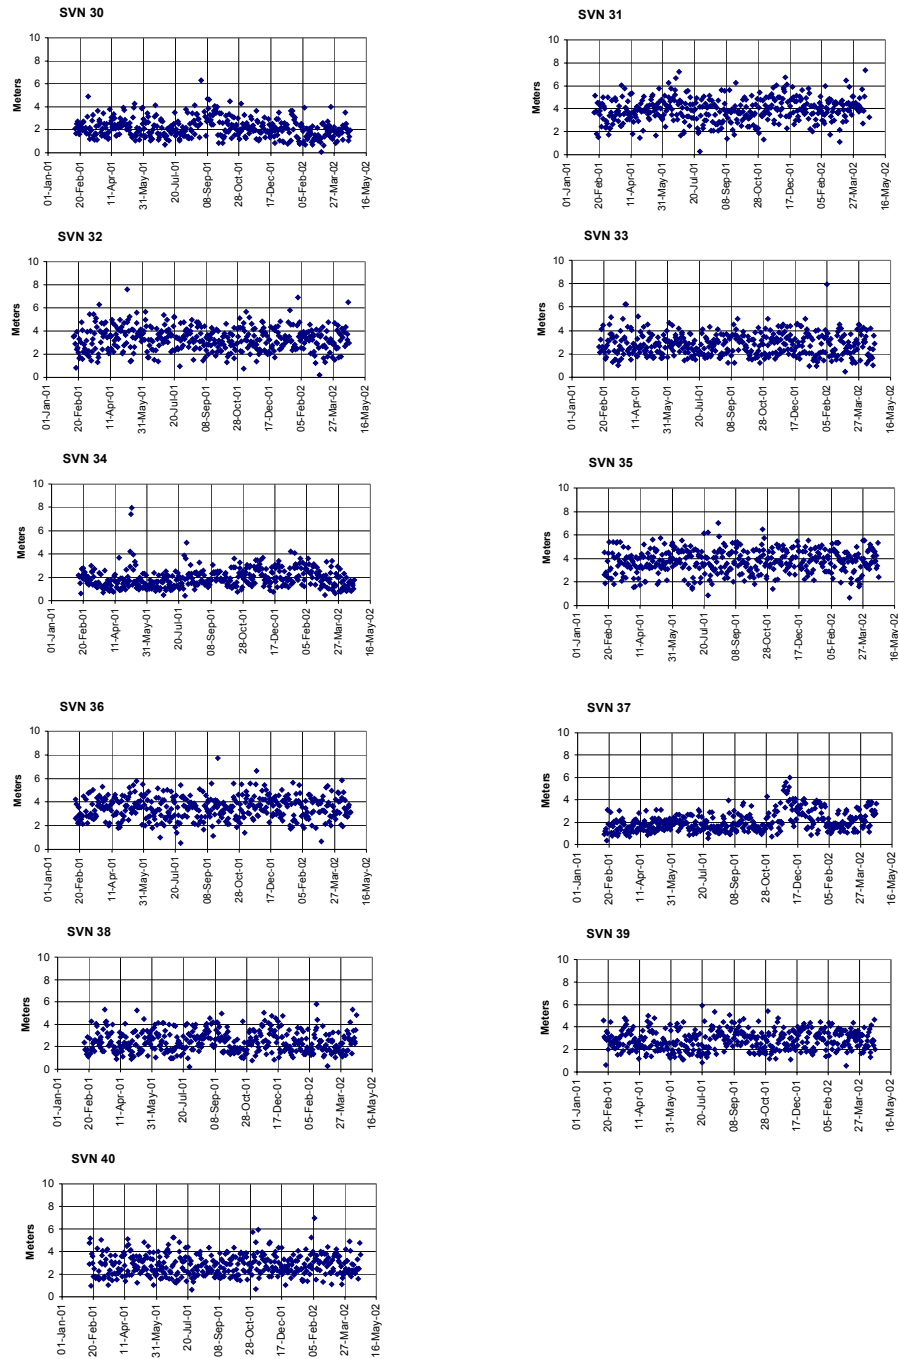 SVN 30
Meters
10
8
6
4
2
0
01-Jan-01 20-Feb-01 11-Apr-01 31-May-01 20-Jul-01 08-Sep-01 28-Oct-01 17-Dec-01 05-Feb-02 27-Mar-02 16-May-02
SVN 31
Meters
10
8
6
4
2
0
01-Jan-01 20-Feb-01 11-Apr-01 31-May-01 20-Jul-01 08-Sep-01 28-Oct-01 17-Dec-01 05-Feb-02 27-Mar-02 16-May-02
SVN 32
Meters
10
8
6
4
2
0
01-Jan-01 20-Feb-01 11-Apr-01 31-May-01 20-Jul-01 08-Sep-01 28-Oct-01 17-Dec-01 05-Feb-02 27-Mar-02 16-May-02
SVN 33
Meters
10
8
6
4
2
0
01-Jan-01 20-Feb-01 11-Apr-01 31-May-01 20-Jul-01 08-Sep-01 28-Oct-01 17-Dec-01 05-Feb-02 27-Mar-02 16-May-02
SVN 34
Meters
10
8
6
4
2
0
01-Jan-01 20-Feb-01 11-Apr-01 31-May-01 20-Jul-01 08-Sep-01 28-Oct-01 17-Dec-01 05-Feb-02 27-Mar-02 16-May-02
SVN 35
Meters
10
8
6
4
2
0
01-Jan-01 20-Feb-01 11-Apr-01 31-May-01 20-Jul-01 08-Sep-01 28-Oct-01 17-Dec-01 05-Feb-02 27-Mar-02 16-May-02
SVN 36
Meters
10
8
6
4
2
0
01-Jan-01 20-Feb-01 11-Apr-01 31-May-01 20-Jul-01 08-Sep-01 28-Oct-01 17-Dec-01 05-Feb-02 27-Mar-02 16-May-02
SVN 37
Meters
10
8
6
4
2
0
01-Jan-01 20-Feb-01 11-Apr-01 31-May-01 20-Jul-01 08-Sep-01 28-Oct-01 17-Dec-01 05-Feb-02 27-Mar-02 16-May-02
SVN 38
Meters
10
8
6
4
2
0
01-Jan-01 20-Feb-01 11-Apr-01 31-May-01 20-Jul-01 08-Sep-01 28-Oct-01 17-Dec-01 05-Feb-02 27-Mar-02 16-May-02
SVN 39
Meters
10
8
6
4
2
0
01-Jan-01 20-Feb-01 11-Apr-01 31-May-01 20-Jul-01 08-Sep-01 28-Oct-01 17-Dec-01 05-Feb-02 27-Mar-02 16-May-02
SVN 40
Meters
10
8
6
4
2
0
01-Jan-01 20-Feb-01 11-Apr-01 31-May-01 20-Jul-01 08-Sep-01 28-Oct-01 17-Dec-01 05-Feb-02 27-Mar-02 16-May-02